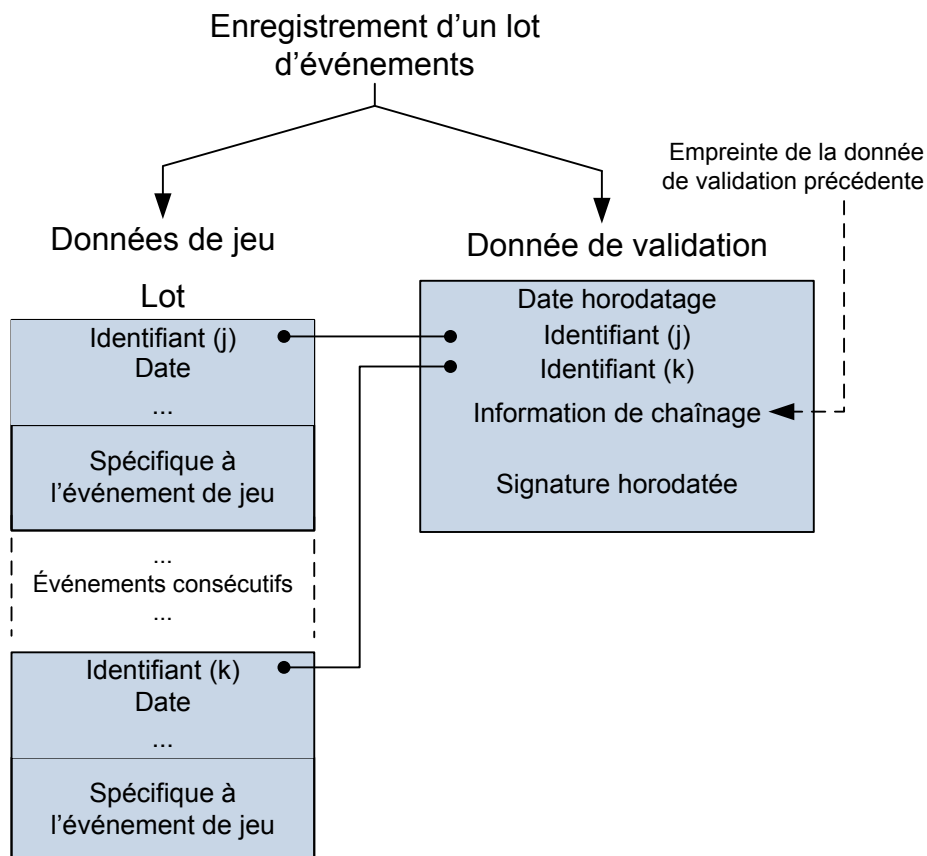 Enregistrement d’un lot
d’événements
Empreinte de la donnée
de validation précédente
Données de jeu
Donnée de validation
Lot
Identifiant (j)
Date
...
Spécifique à
l’événement de jeu
...
Événements consécutifs
...
Identifiant (k)
Date
...
Spécifique à
l’événement de jeu
Date horodatage
Identifiant (j)
Identifiant (k)
Information de chaînage
Signature horodatée